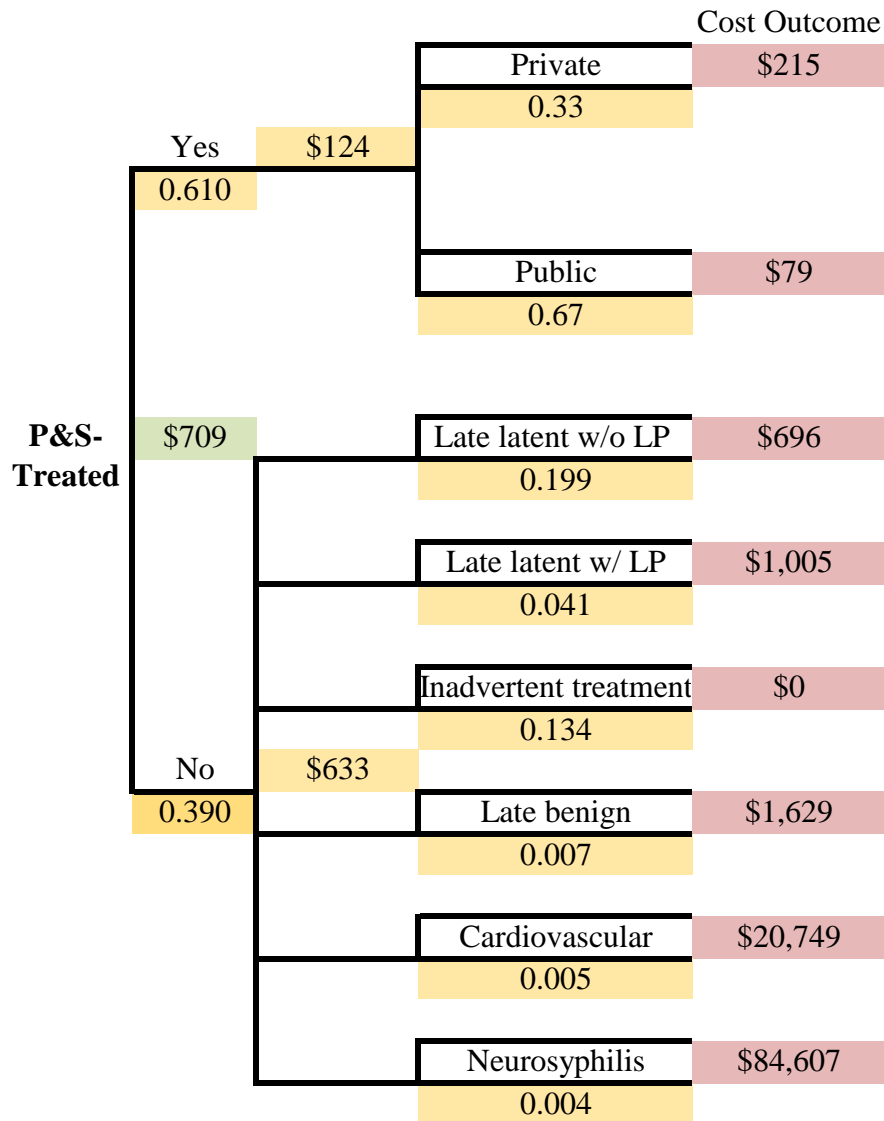 Cost Outcome
Private $215
0.33
Yes $124
0.610
Public $79
0.67
P&S-
Treated
$709
Late latent w/o LP $696
0.199
Late latent w/ LP $1,005
0.041
Inadvertent treatment $0
0.134
No $633
0.390
Late benign $1,629
0.007
Cardiovascular $20,749
0.005
Neurosyphilis $84,607
0.004